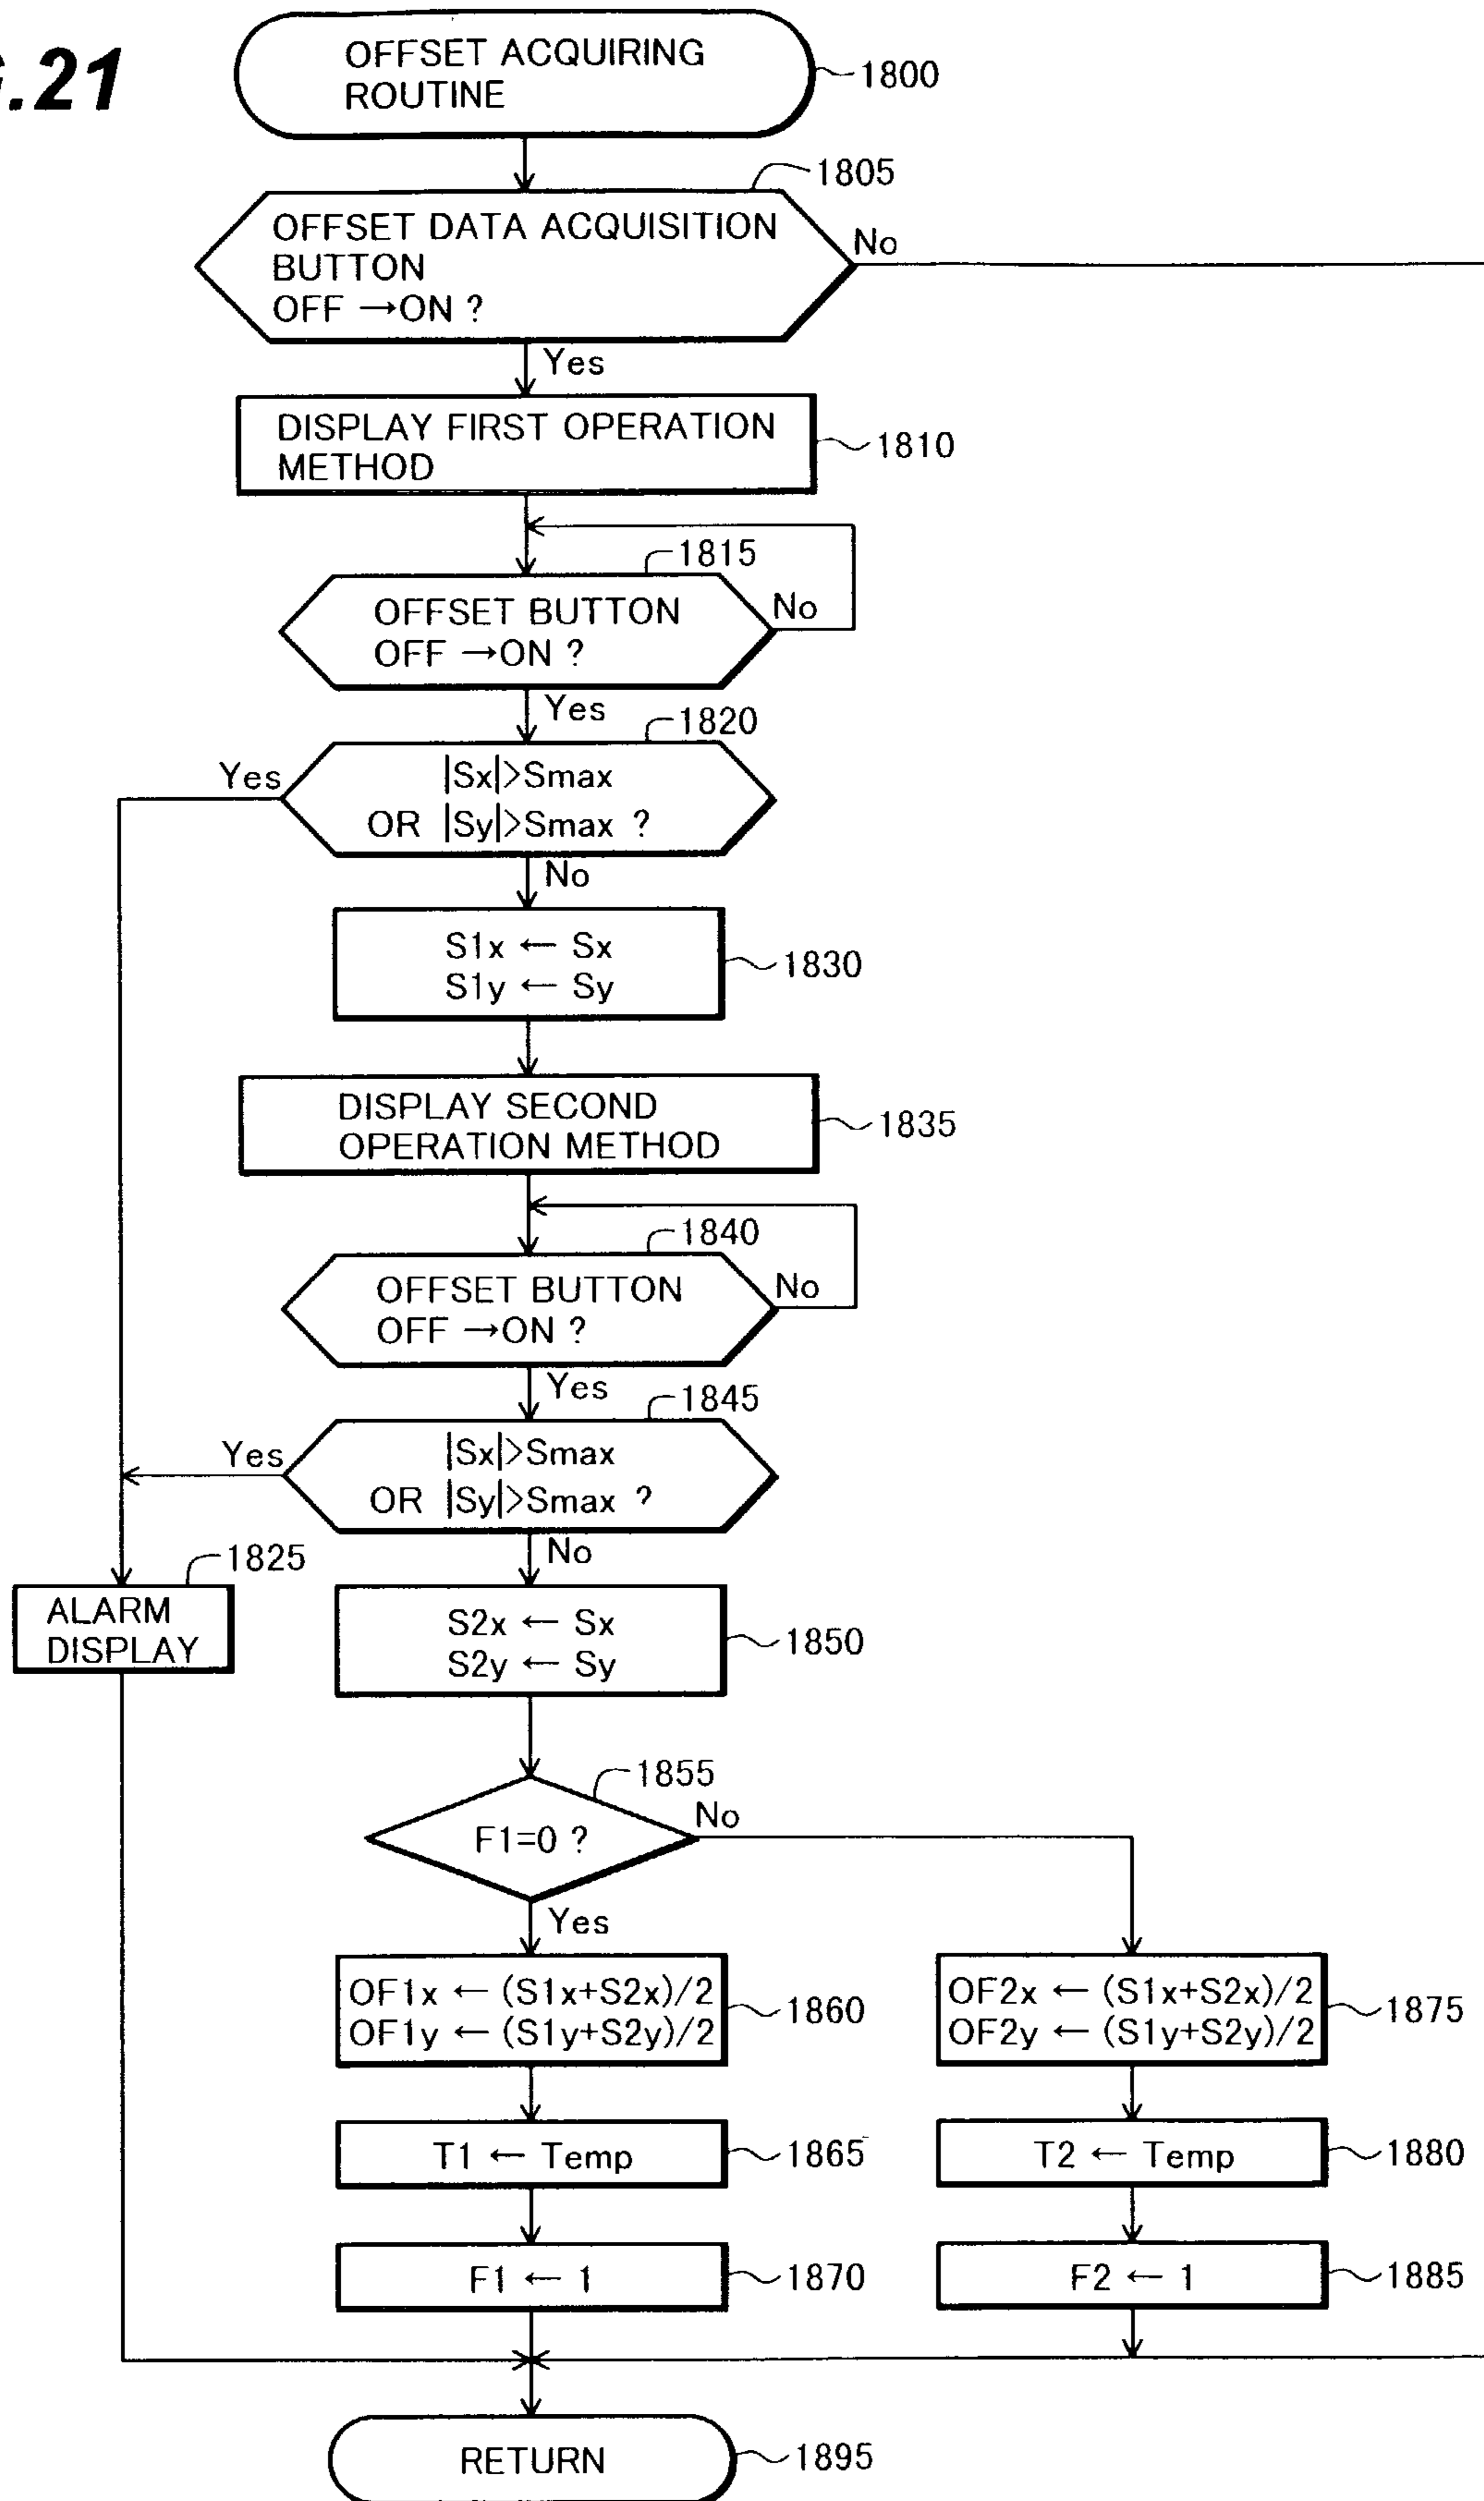 .21
OFFSET ACQUIRING
ROUTINE
1800
1805
OFFSET DATA ACQUISITION
BUTTON
OFF →ON ?
No
Yes
DISPLAY FIRST OPERATION
METHOD
1810
1815
OFFSET BUTTON
OFF →ON ?
No
Yes
1820
|Sx|>Smax
OR |Sy|>Smax ?
Yes
No
S1x ← Sx
S1y ← Sy
1830
DISPLAY SECOND
OPERATION METHOD
1835
1840
OFFSET BUTTON
OFF →ON ?
No
Yes
1845
|Sx|>Smax
OR |Sy|>Smax ?
Yes
No
1825
ALARM
DISPLAY
S2x ← Sx
S2y ← Sy
1850
1855
F1=0 ?
No
Yes
OF1x ← (S1x+S2x)/2
OF1y ← (S1y+S2y)/2
1860
OF2x ← (S1x+S2x)/2
OF2y ← (S1y+S2y)/2
1875
T1 ← Temp
1865
T2 ← Temp
1880
F1 ← 1
1870
F2 ← 1
1885
RETURN
1895